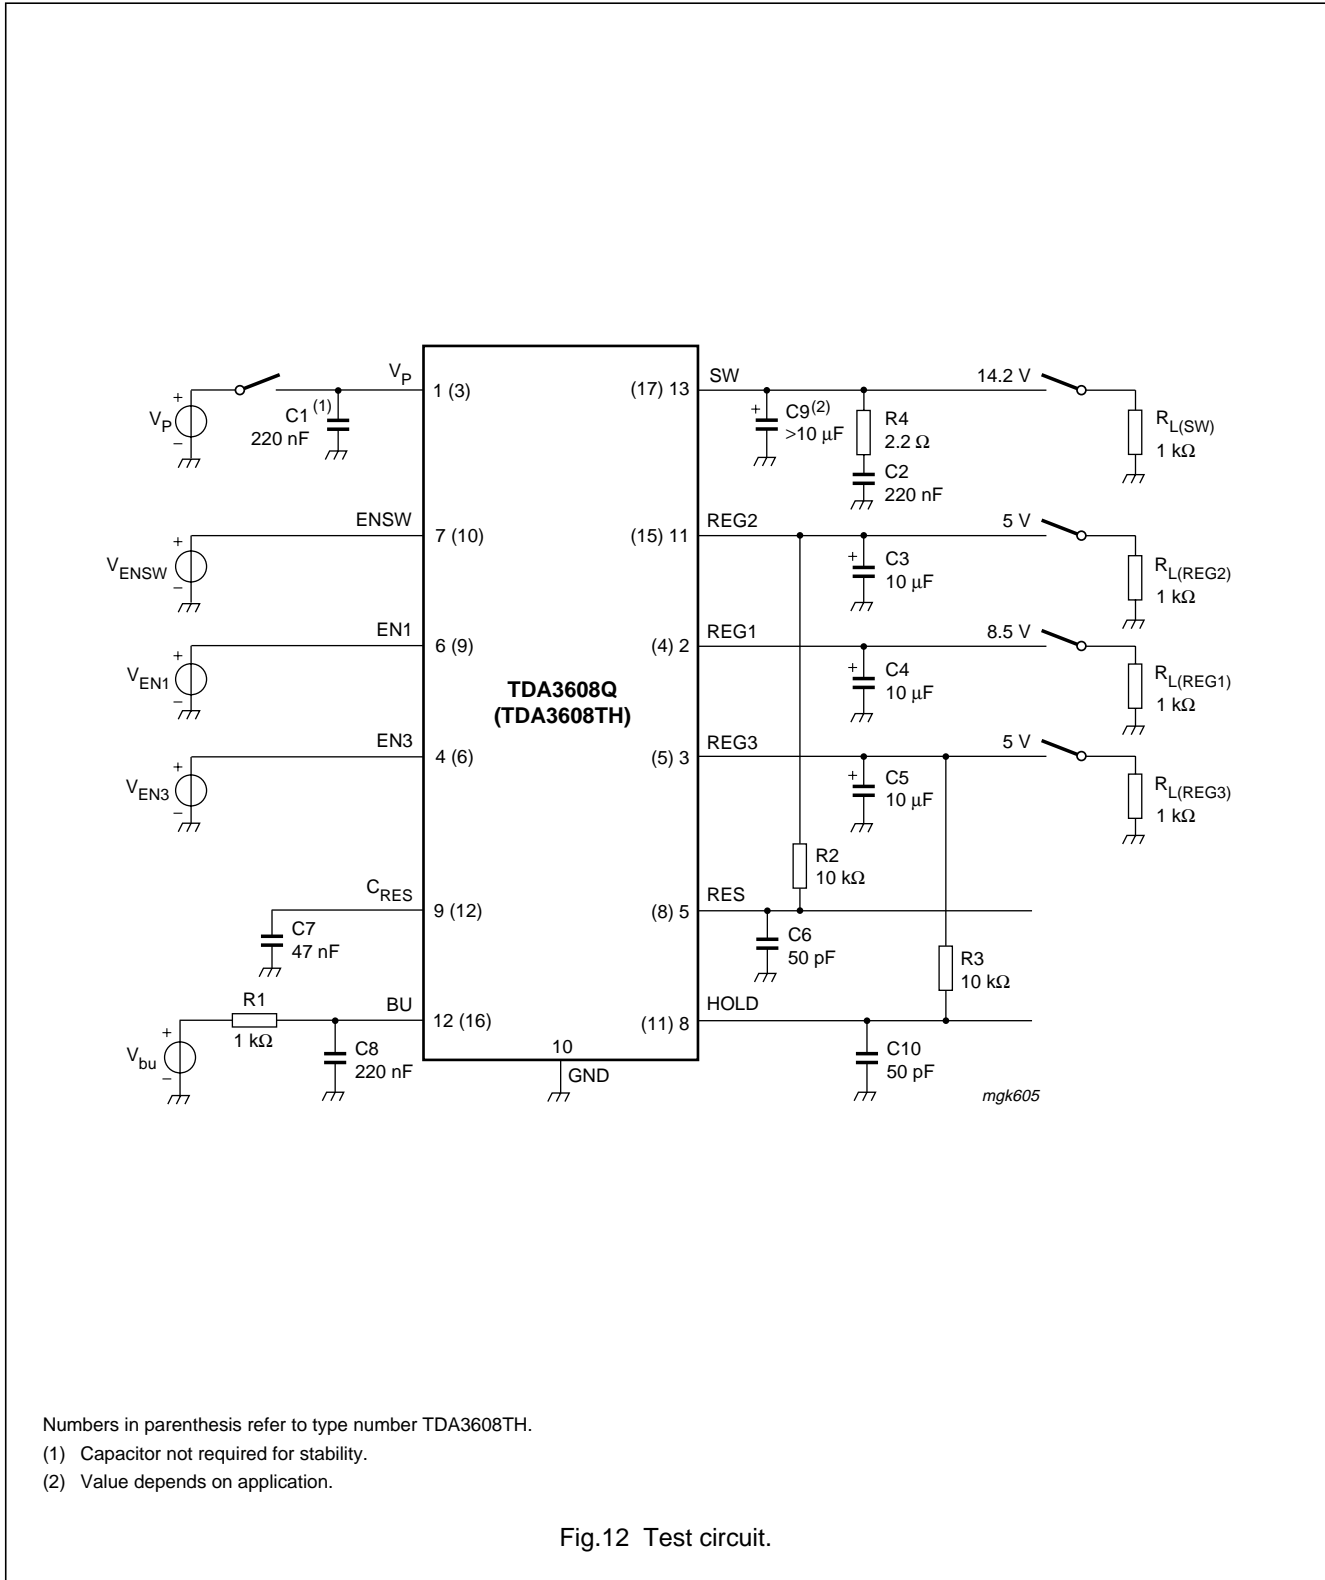 V_P
1 (3)
(17) 13
SW
14.2 V
+
V_P
−
C1 (1)
220 nF
+
C9 (2)
>10 μF
R4
2.2 Ω
C2
220 nF
R_L(SW)
1 kΩ
ENSW
7 (10)
(15) 11
REG2
5 V
+
V_ENSW
−
+
C3
10 μF
R_L(REG2)
1 kΩ
EN1
6 (9)
(4) 2
REG1
8.5 V
+
V_EN1
−
+
C4
10 μF
R_L(REG1)
1 kΩ
TDA3608Q
(TDA3608TH)
EN3
4 (6)
(5) 3
REG3
5 V
+
V_EN3
−
+
C5
10 μF
R_L(REG3)
1 kΩ
R2
10 kΩ
C_RES
9 (12)
(8) 5
RES
C7
47 nF
C6
50 pF
R3
10 kΩ
R1
1 kΩ
BU
12 (16)
(11) 8
HOLD
+
V_bu
−
C8
220 nF
10
GND
C10
50 pF
mgk605
Numbers in parenthesis refer to type number TDA3608TH.
(1) Capacitor not required for stability.
(2) Value depends on application.
Fig.12 Test circuit.